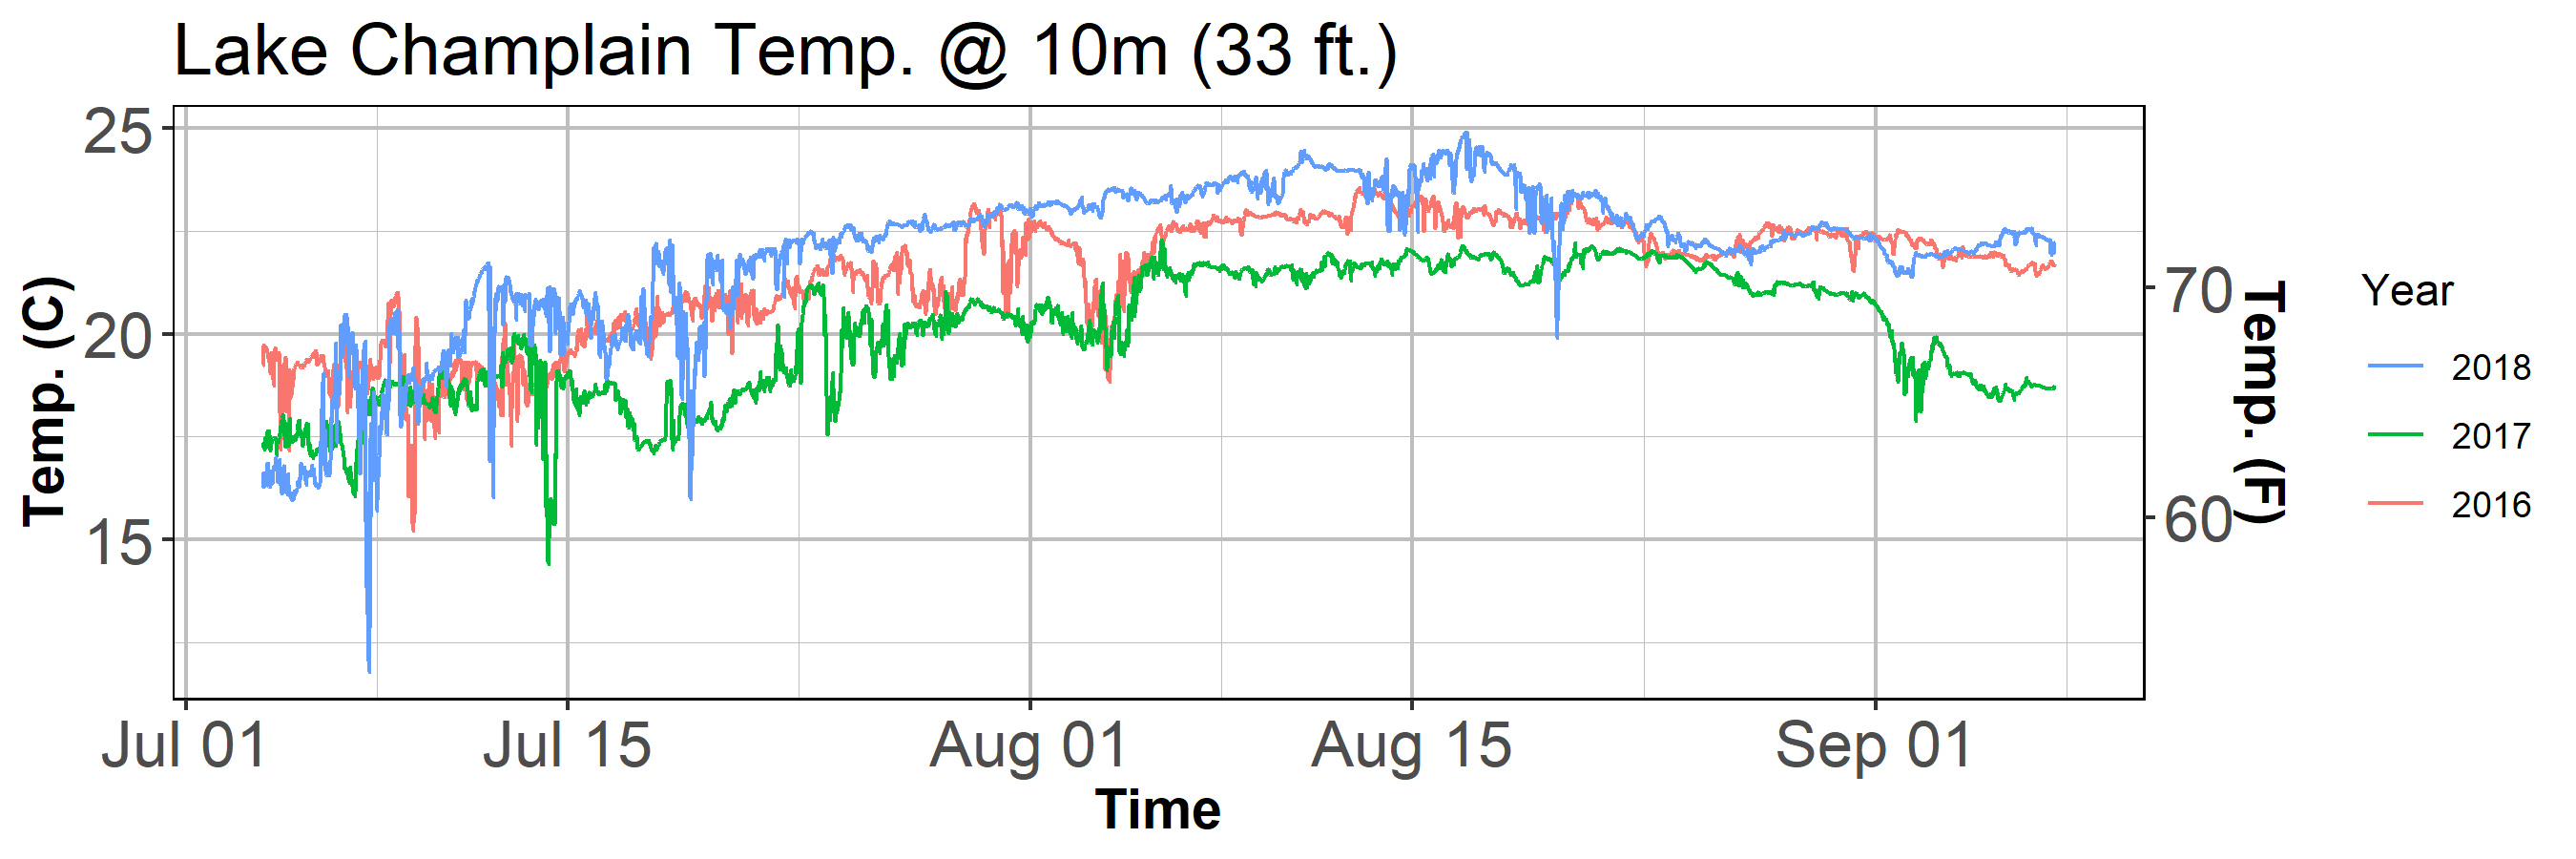 Lake Champlain Temp. @ 10m (33 ft.)
25
20
15
Temp. (C)
70
60
Temp. (F)
Jul 01 Jul 15 Aug 01 Aug 15 Sep 01
Time
Year
2018
2017
2016